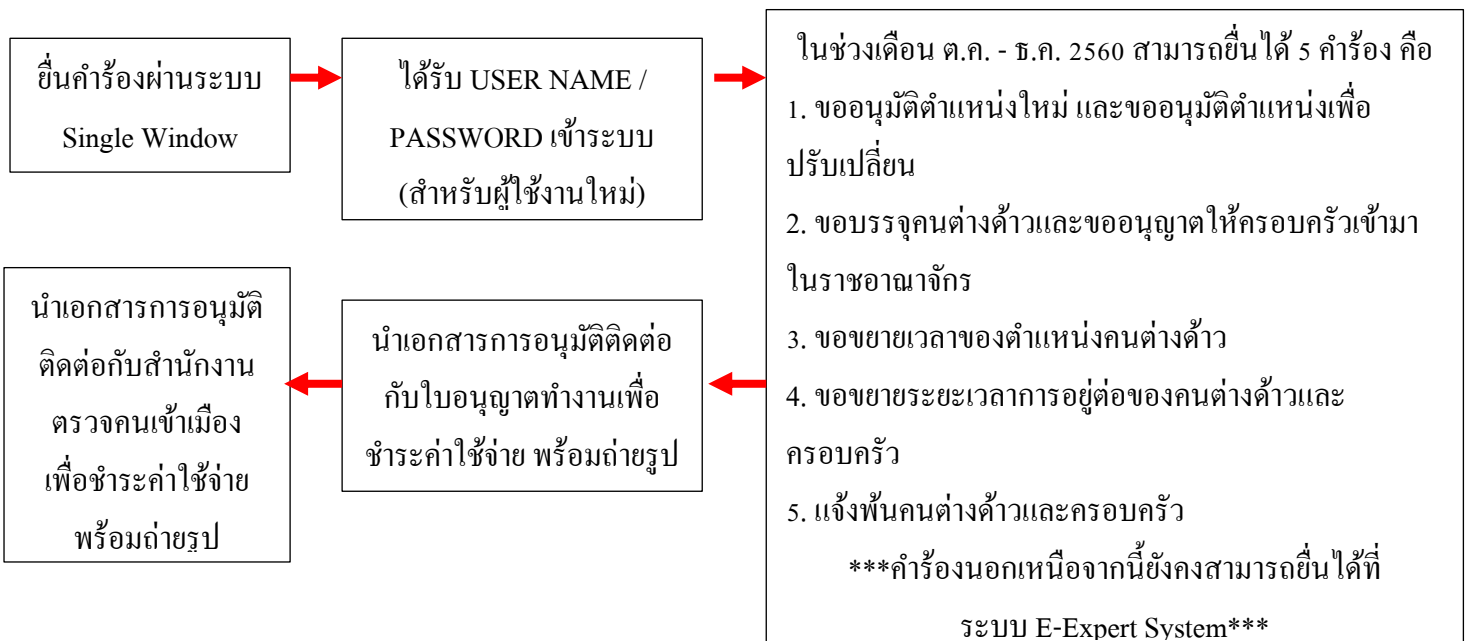 ยื่นคำร้องผ่านระบบ
Single Window
ได้รับ USER NAME /
PASSWORD เข้าระบบ
(สำหรับผู้ใช้งานใหม่)
ในช่วงเดือน ต.ค. - ธ.ค. 2560 สามารถยื่นได้ 5 คำร้อง คือ
1. ขออนุมัติตำแหน่งใหม่ และขออนุมัติตำแหน่งเพื่อ
ปรับเปลี่ยน
2. ขอบรรจุคนต่างด้าวและขออนุญาตให้ครอบครัวเข้ามา
ในราชอาณาจักร
3. ขอขยายเวลาของตำแหน่งคนต่างด้าว
4. ขอขยายระยะเวลาการอยู่ต่อของคนต่างด้าวและ
ครอบครัว
5. แจ้งพ้นคนต่างด้าวและครอบครัว
***คำร้องนอกเหนือจากนี้ยังคงสามารถยื่นได้ที่
ระบบ E-Expert System***
นำเอกสารการอนุมัติติดต่อ
กับใบอนุญาตทำงานเพื่อ
ชำระค่าใช้จ่าย พร้อมถ่ายรูป
นำเอกสารการอนุมัติ
ติดต่อกับสำนักงาน
ตรวจคนเข้าเมือง
เพื่อชำระค่าใช้จ่าย
พร้อมถ่ายรูป